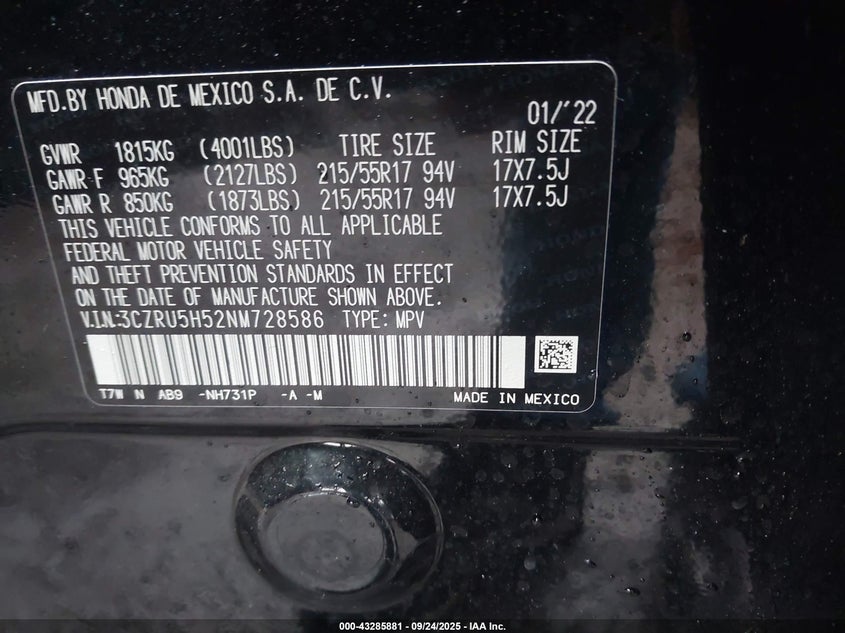 MFD.BY HONDA DE MEXICO S.A. DE C.V.
01/'22
GVWR 1815KG (4001LBS) TIRE SIZE RIM SIZE
GAWR F 965KG (2127LBS) 215/55R17 94V 17X7.5J
GAWR R 850KG (1873LBS) 215/55R17 94V 17X7.5J
THIS VEHICLE CONFORMS TO ALL APPLICABLE
FEDERAL MOTOR VEHICLE SAFETY
AND THEFT PREVENTION STANDARDS IN EFFECT
ON THE DATE OF MANUFACTURE SHOWN ABOVE.
V.I.N.:3CZRU5H52NM728586 TYPE: MPV
T7W N AB9 -NH731P -A -M
MADE IN MEXICO
000-43285881 - 09/24/2025 - IAA Inc.